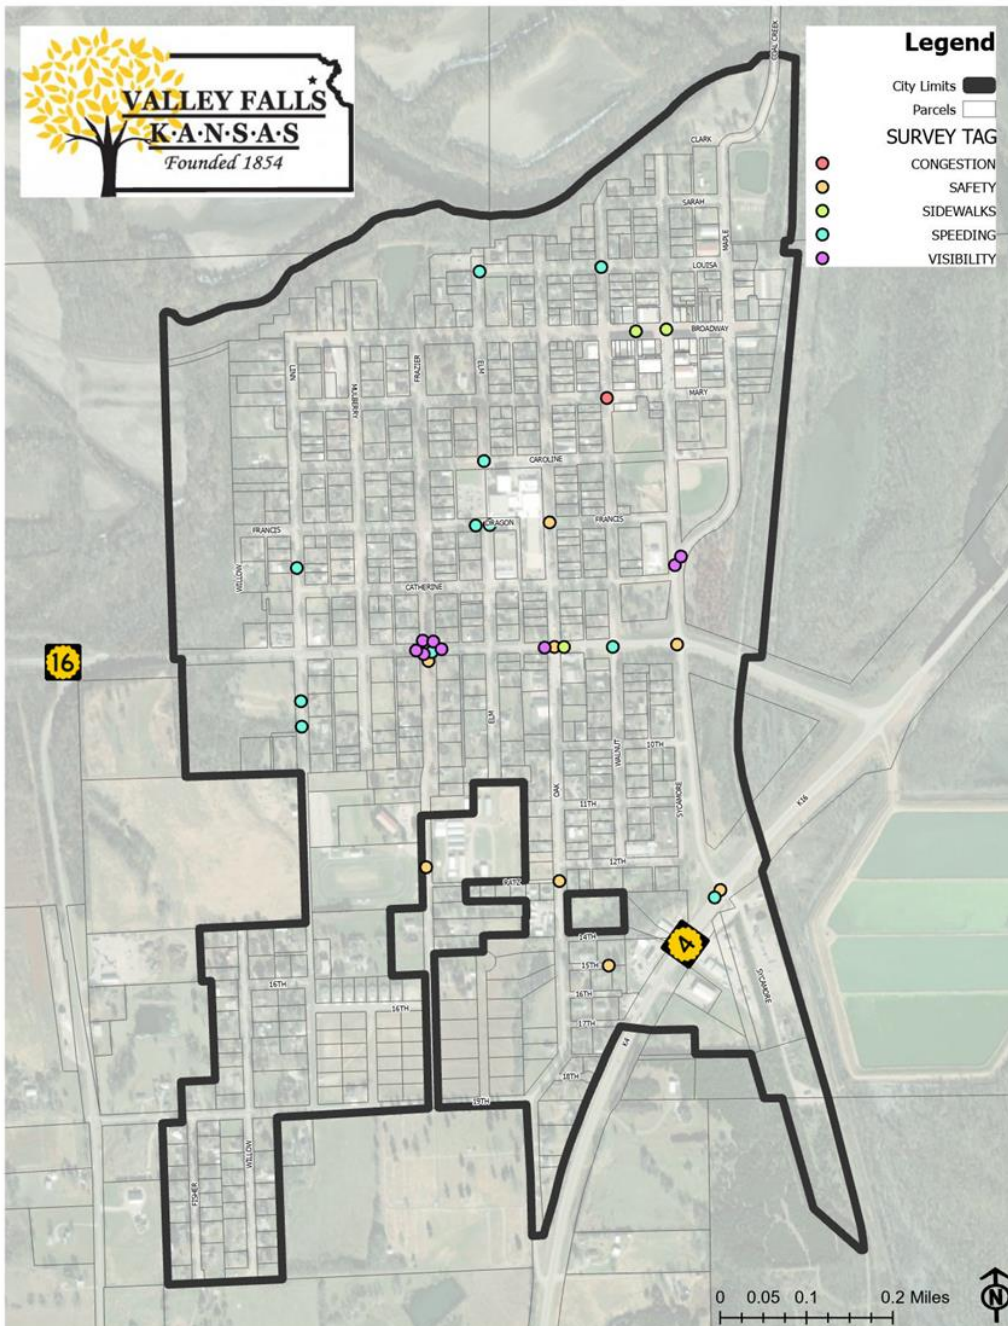 VALLEY FALLS
K·A·N·S·A·S
Founded 1854
Legend
City Limits
Parcels
SURVEY TAG
CONGESTION
SAFETY
SIDEWALKS
SPEEDING
VISIBILITY
COAL CREEK
CLARK
SARAH
MAPLE
LOUISA
BROADWAY
LINN
MULBERRY
FRAZIER
ELM
MARY
CAROLINE
FRANCIS
DRAGON
FRANCIS
WILLOW
CATHERINE
16
ELM
WALNUT
10TH
OAK
11TH
SYCAMORE
K16
12TH
RATZ
14TH
4
15TH
16TH
16TH
16TH
SYCAMORE
17TH
K4
18TH
19TH
WILLOW
FISHER
0 0.05 0.1 0.2 Miles
N